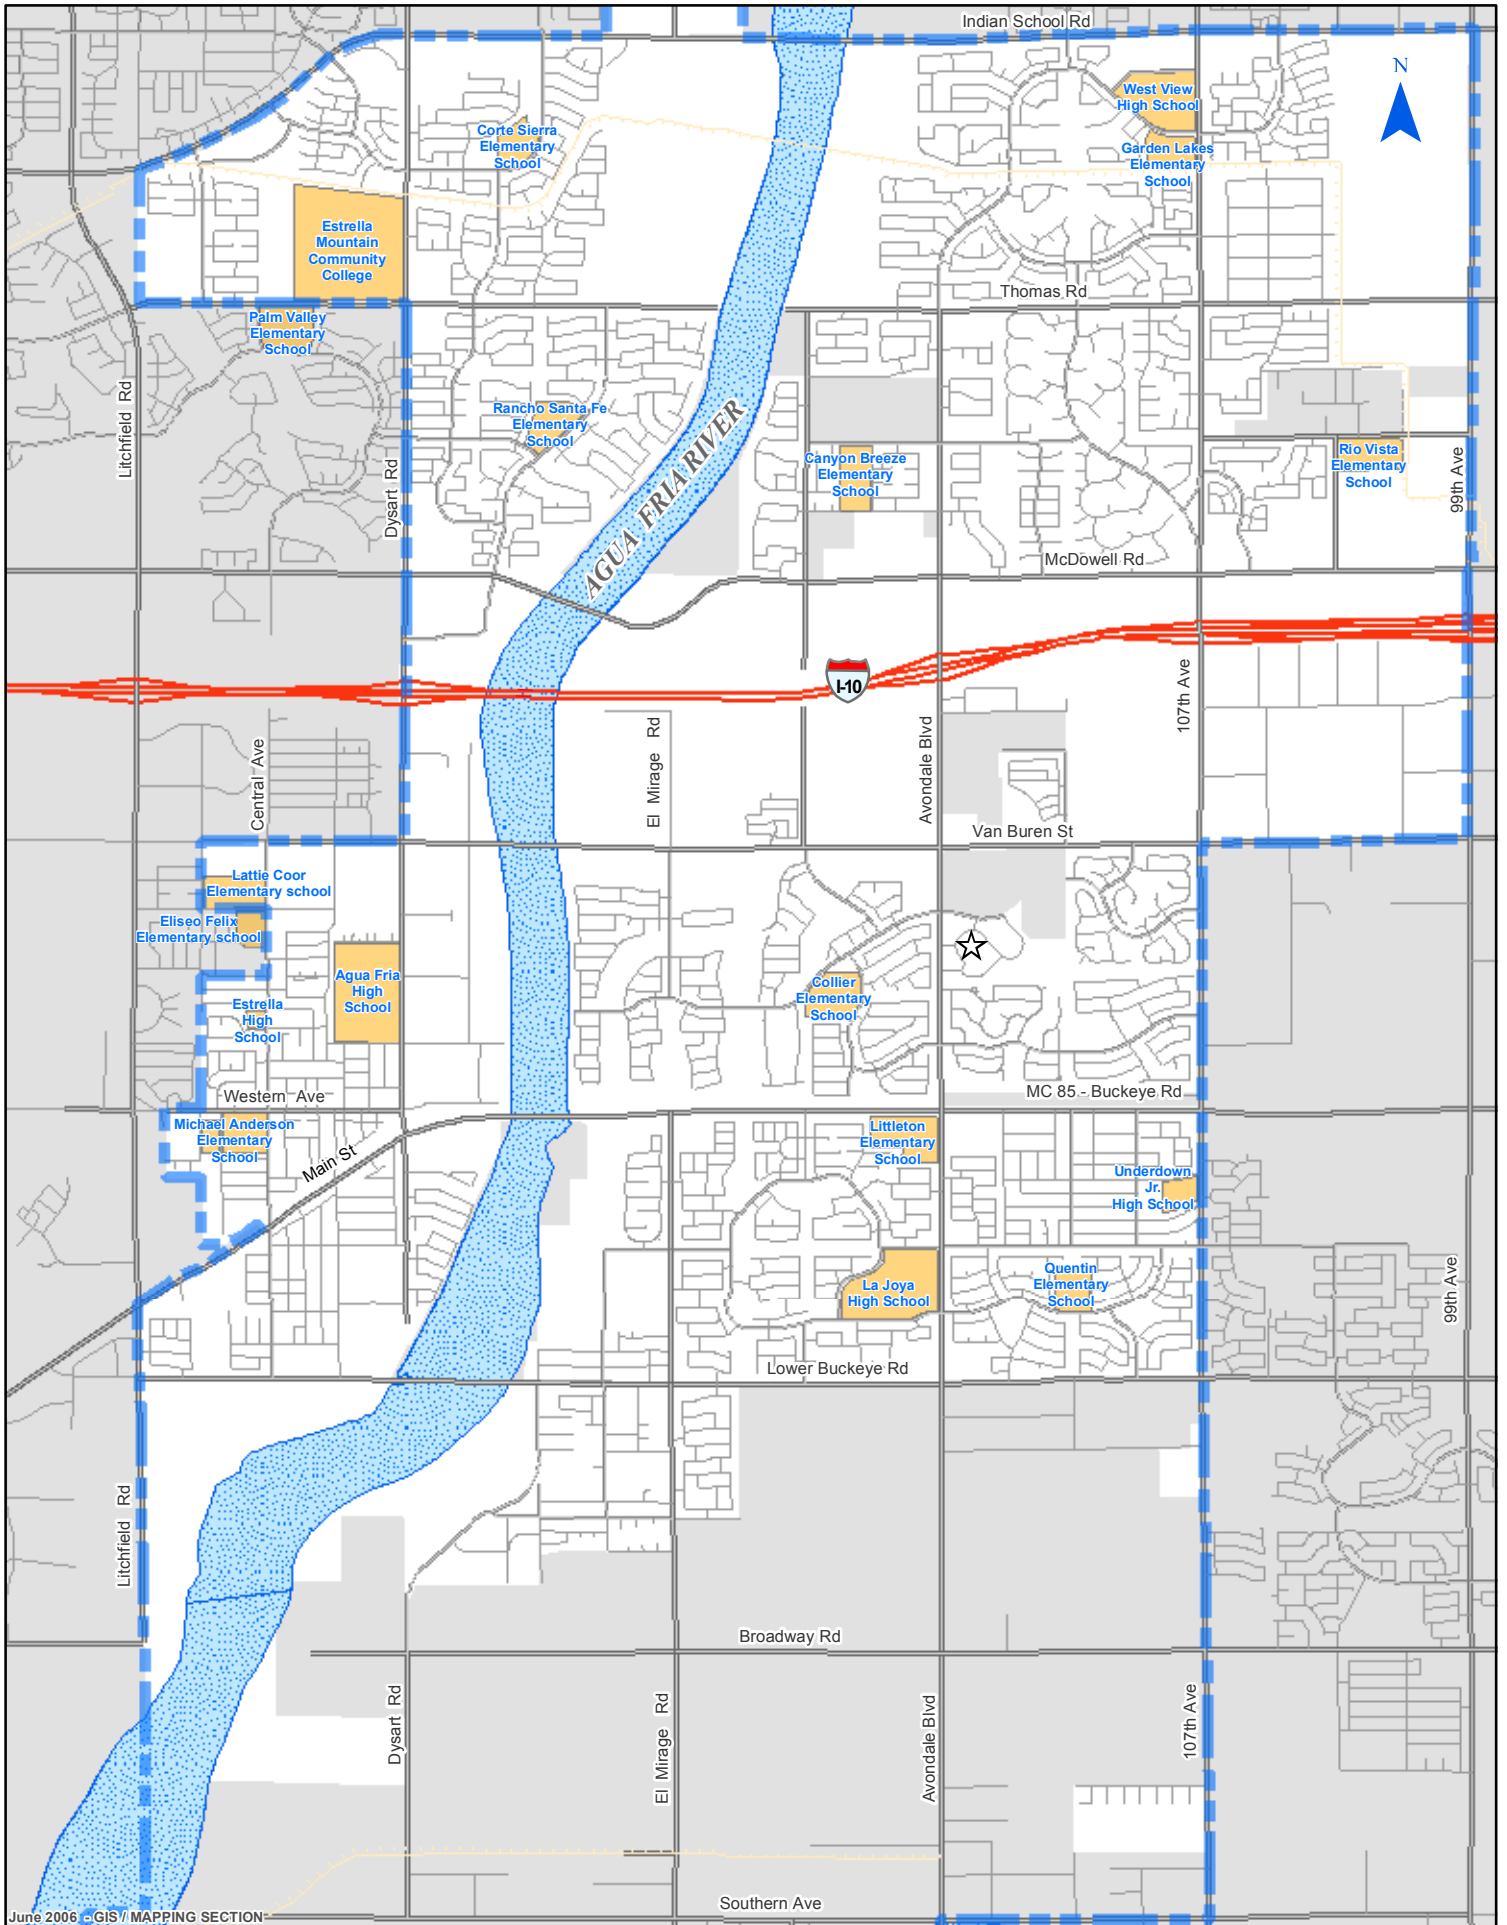 Indian School Rd
N
West View
High School
Corte Sierra
Elementary
School
Garden Lakes
Elementary
School
Estrella
Mountain
Community
College
Thomas Rd
Palm Valley
Elementary
School
Litchfield Rd
Rancho Santa Fe
Elementary
School
AGUA FRIA RIVER
Canyon Breeze
Elementary
School
Rio Vista
Elementary
School
Dysart Rd
99th Ave
McDowell Rd
I-10
107th Ave
El Mirage Rd
Avondale Blvd
Central Ave
Van Buren St
Lattie Coor
Elementary school
Eliseo Felix
Elementary school
Agua Fria
High
School
Collier
Elementary
School
Estrella
High
School
Western Ave
MC 85 - Buckeye Rd
Michael Anderson
Elementary
School
Main St
Littleton
Elementary
School
Underdown
Jr.
High School
Quentin
Elementary
School
La Joya
High School
99th Ave
Lower Buckeye Rd
Litchfield Rd
Broadway Rd
Dysart Rd
El Mirage Rd
Avondale Blvd
107th Ave
Southern Ave
June 2006 - GIS / MAPPING SECTION